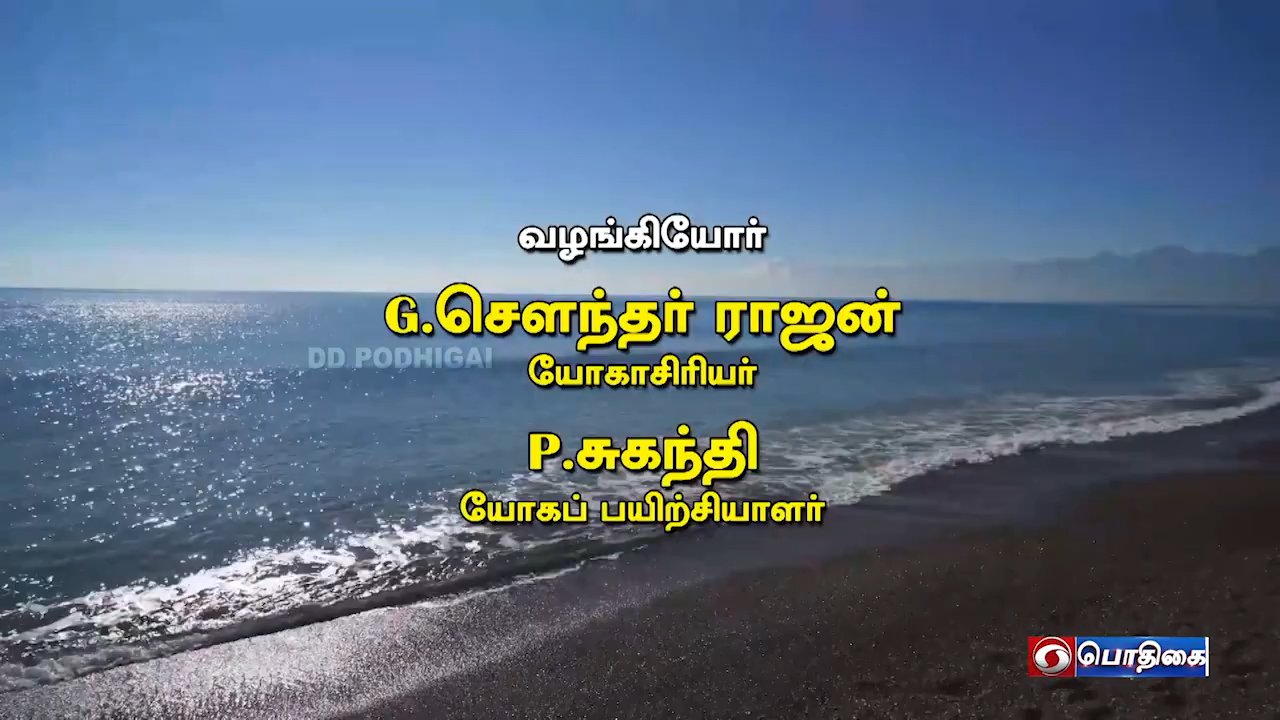 வழங்கியோர்
G.சௌந்தர் ராஜன்
DD PODHIGAI
யோகாசிரியர்
P.சுகந்தி
யோகப் பயிற்சியாளர்
பொதிகை